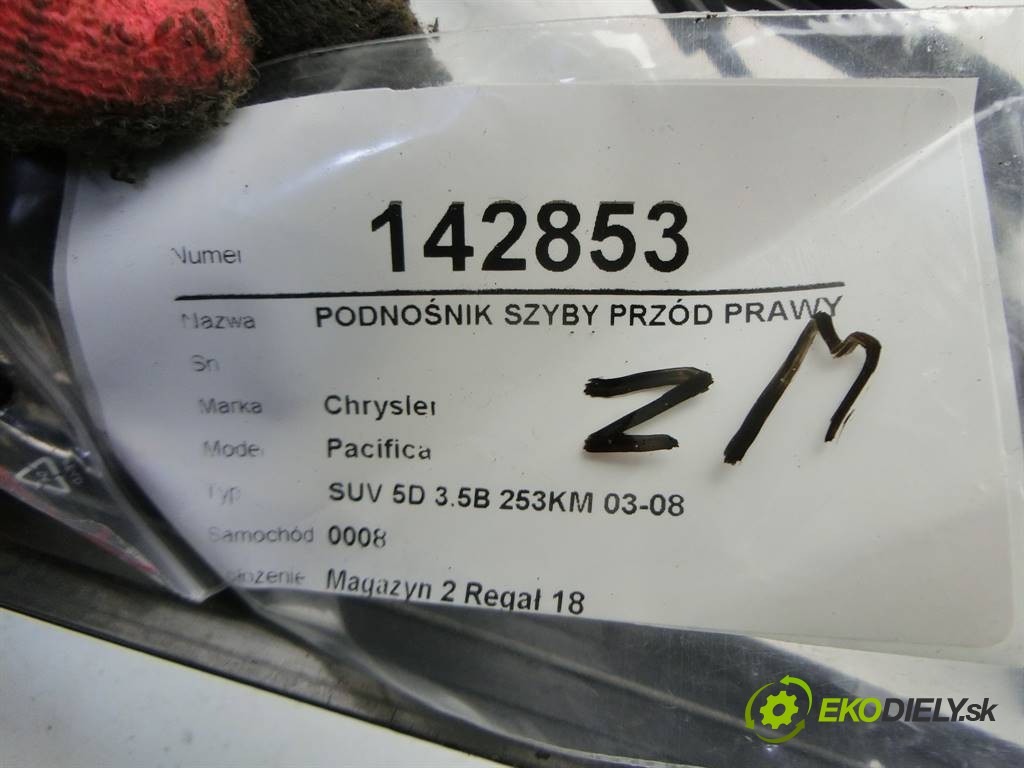 Numer 142853
Nazwa PODNOŚNIK SZYBY PRZÓD PRAWY
Sn
Marka Chrysler
Model Pacifica
Typ SUV 5D 3.5B 253KM 03-08
Samochód 0008
Magazyn 2 Regał 18
ZM
EKODIELY.sk